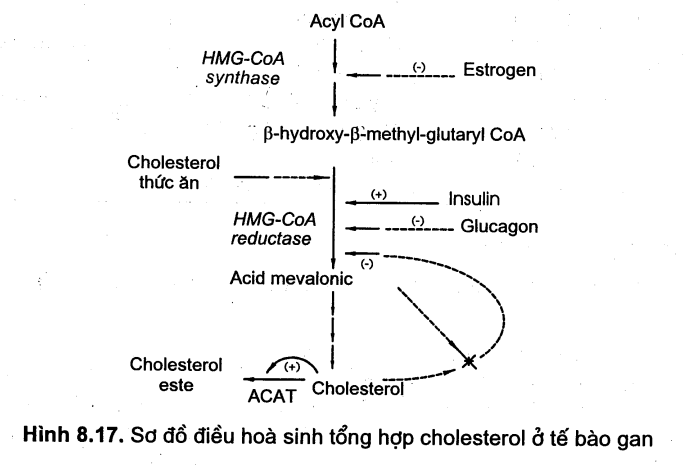 Acyl CoA
HMG-CoA
synthase
(-)
Estrogen
β-hydroxy-β-methyl-glutaryl CoA
Cholesterol
thức ăn
(+)
Insulin
HMG-CoA
reductase
(-)
Glucagon
(-)
Acid mevalonic
Cholesterol
este
(+)
ACAT
Cholesterol
Hình 8.17. Sơ đồ điều hoà sinh tổng hợp cholesterol ở tế bào gan